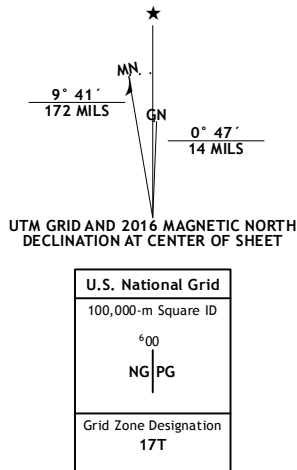 ★
MN
GN
9° 41´
172 MILS
0° 47´
14 MILS
UTM GRID AND 2016 MAGNETIC NORTH
DECLINATION AT CENTER OF SHEET
U.S. National Grid
100,000-m Square ID
⁶00
NG PG
Grid Zone Designation
17T